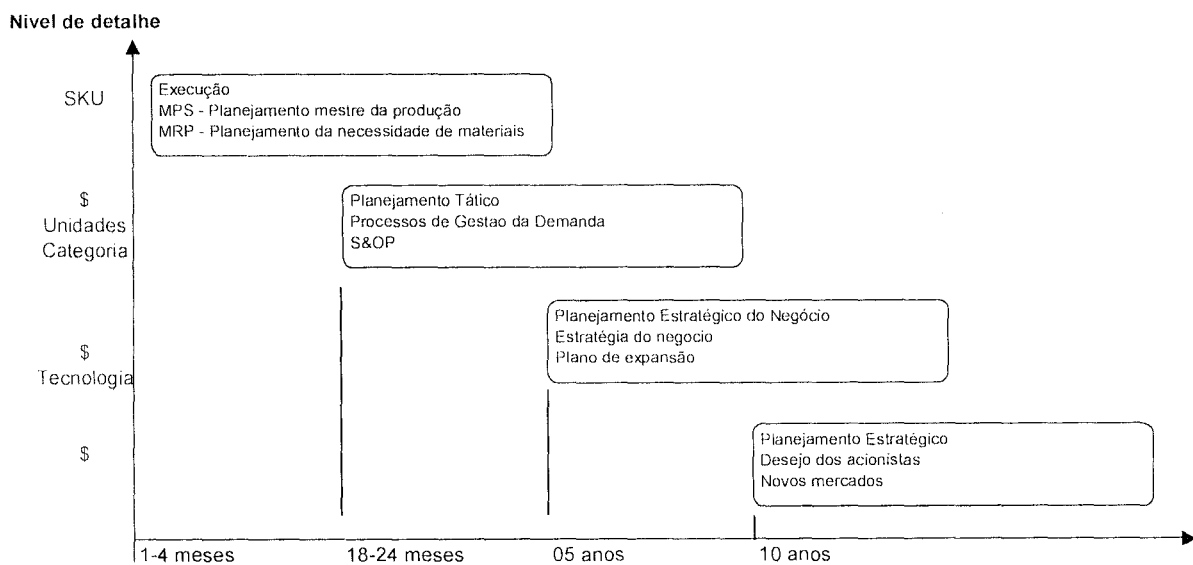 Nivel de detalhe
SKU
Execução
MPS - Planejamento mestre da produção
MRP - Planejamento da necessidade de materiais
$
Unidades
Categoria
Planejamento Tático
Processos de Gestao da Demanda
S&OP
$
Tecnologia
Planejamento Estratégico do Negócio
Estratégia do negocio
Plano de expansão
$
Planejamento Estratégico
Desejo dos acionistas
Novos mercados
1-4 meses
18-24 meses
05 anos
10 anos